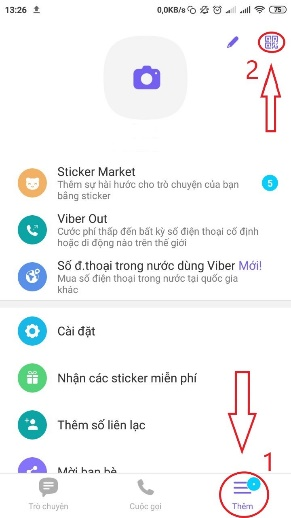 13:26 0,0KB/s 75
2
Sticker Market
Thêm sự hài hước cho trò chuyện của bạn
bằng sticker
5
Viber Out
Cước phí thấp đến bất kỳ số điện thoại cố định
hoặc di động nào trên thế giới
Số đ.thoại trong nước dùng Viber Mới!
Mua số điện thoại trong nước tại quốc gia
khác
Cài đặt
Nhận các sticker miễn phí
Thêm số liên lạc
1
Mời bạn bè
Trò chuyện Cuộc gọi Thêm